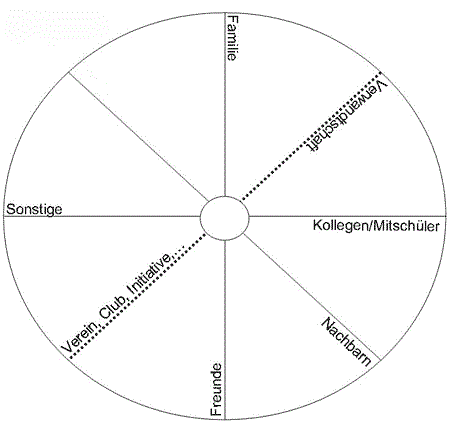 Familie
Verwandtschaft
Kollegen/Mitschüler
Nachbarn
Freunde
Verein, Club, Initiative,...
Sonstige